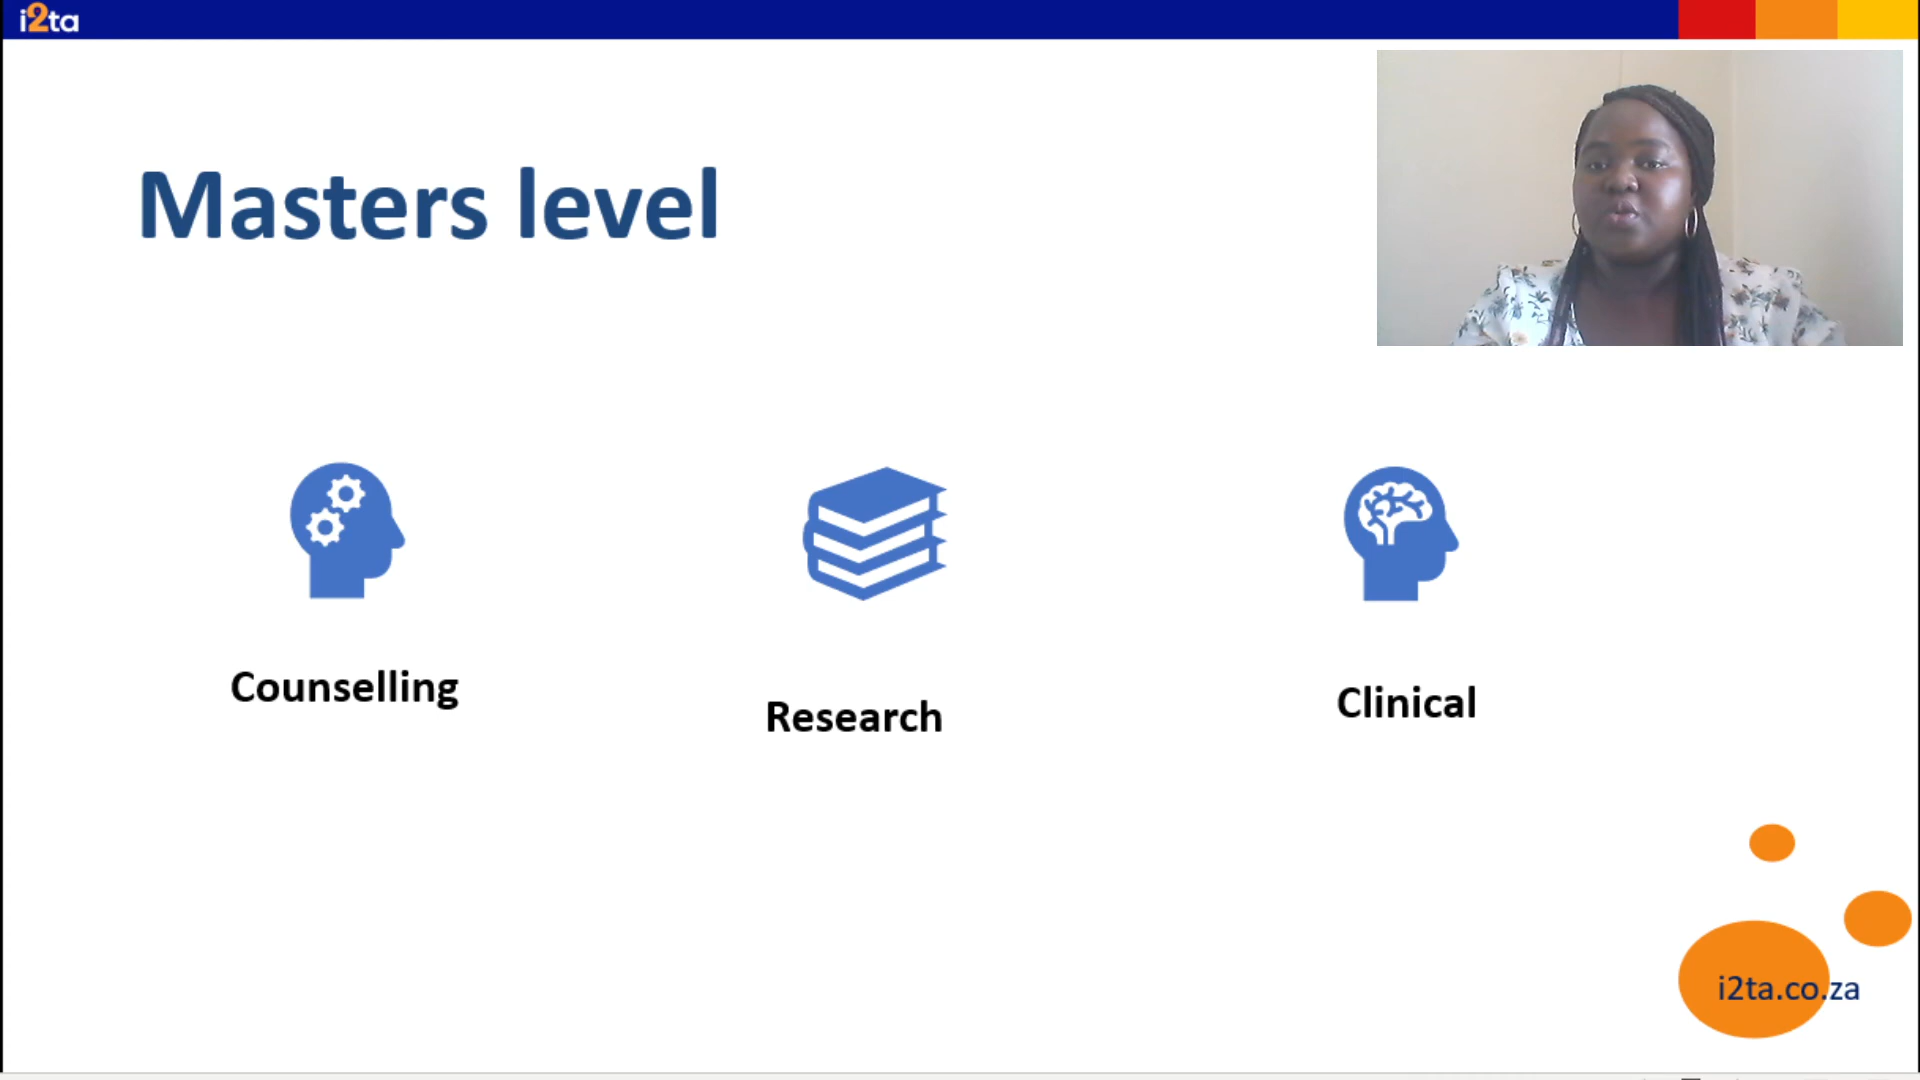 i2ta
Masters level
Counselling
Research
Clinical
i2ta.co.za